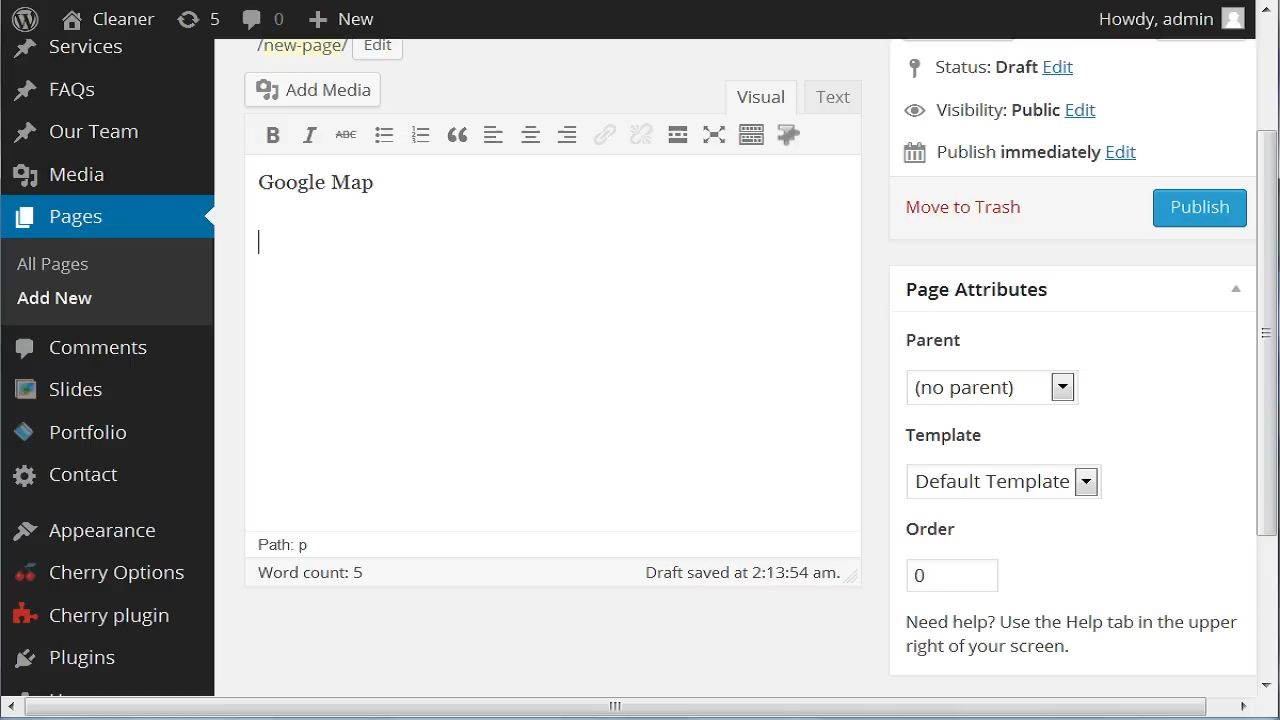 Cleaner 5 0 New Howdy, admin
Services
FAQs
Our Team
Media
Pages
All Pages
Add New
Comments
Slides
Portfolio
Contact
Appearance
Cherry Options
Cherry plugin
Plugins
/new-page/ Edit
Add Media
Visual Text
B I ABC
Google Map
Path: p
Word count: 5 Draft saved at 2:13:54 am.
Status: Draft Edit
Visibility: Public Edit
Publish immediately Edit
Move to Trash Publish
Page Attributes
Parent
(no parent)
Template
Default Template
Order
0
Need help? Use the Help tab in the upper
right of your screen.